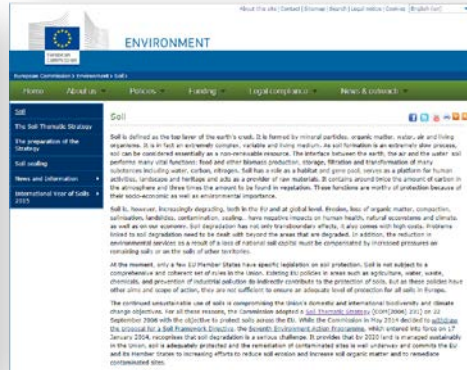 About this site | Contact | Sitemap | Search | Legal notice | Cookies English (en)
ENVIRONMENT
European Commission
European Commission > Environment > Soil
Home About us Policies Funding Legal compliance News & outreach
Soil
The Soil Thematic Strategy
The preparation of the Strategy
Soil sealing
News and Information
International Year of Soils 2015
Soil
Soil is defined as the top layer of the earth's crust. It is formed by mineral particles, organic matter, water, air and living
organisms. It is in fact an extremely complex, variable and living medium. As soil formation is an extremely slow process,
soil can be considered essentially as a non-renewable resource. The interface between the earth, the air and the water soil
performs many vital functions: food and other biomass production, storage, filtration and transformation of many
substances including water, carbon, nitrogen. Soil has a role as a habitat and gene pool, serves as a platform for human
activities, landscape and heritage and acts as a provider of raw materials. It contains around twice the amount of carbon in
the atmosphere and three times the amount to be found in vegetation. These functions are worthy of protection because of
their socio-economic as well as environmental importance.
Soil is, however, increasingly degrading, both in the EU and at global level. Erosion, loss of organic matter, compaction,
salinisation, landslides, contamination, sealing... have negative impacts on human health, natural ecosystems and climate,
as well as on our economy. Soil degradation has not only transboundary effects, it also comes with high costs. Problems
linked to soil degradation need to be dealt with beyond the areas that are degraded. In addition, the reduction in
environmental services as a result of a loss of national soil capital must be compensated by increased pressures on
remaining soils or on the soils of other territories.
At the moment, only a few EU Member States have specific legislation on soil protection. Soil is not subject to a
comprehensive and coherent set of rules in the Union. Existing EU policies in areas such as agriculture, water, waste,
chemicals, and prevention of industrial pollution do indirectly contribute to the protection of soils. But as these policies have
other aims and scope of action, they are not sufficient to ensure an adequate level of protection for all soils in Europe.
The continued unsustainable use of soils is compromising the Union's domestic and international biodiversity and climate
change objectives. For all these reasons, the Commission adopted a Soil Thematic Strategy (COM(2006) 231) on 22
September 2006 with the objective to protect soils across the EU. While the Commission in May 2014 decided to withdraw
the proposal for a Soil Framework Directive, the Seventh Environment Action Programme, which entered into force on 17
January 2014, recognises that soil degradation is a serious challenge. It provides that by 2020 land is managed sustainably
in the Union, soil is adequately protected and the remediation of contaminated sites is well underway and commits the EU
and its Member States to increasing efforts to reduce soil erosion and increase soil organic matter and to remediate
contaminated sites.